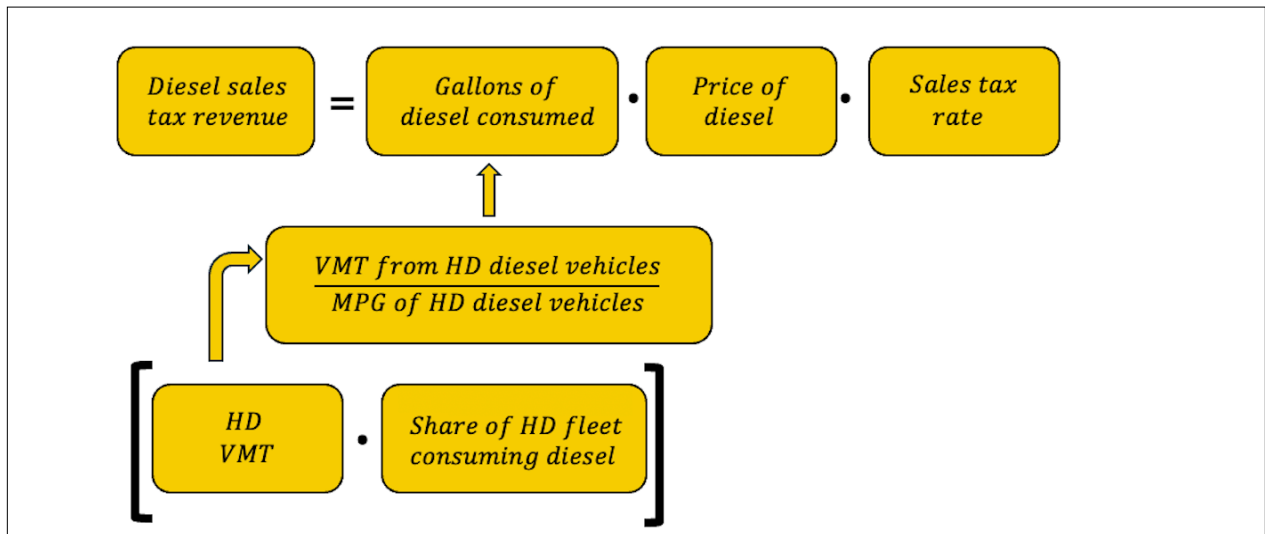 Diesel sales
tax revenue
=
Gallons of
diesel consumed
·
Price of
diesel
·
Sales tax
rate
VMT from HD diesel vehicles
MPG of HD diesel vehicles
[
HD
VMT
·
Share of HD fleet
consuming diesel
]